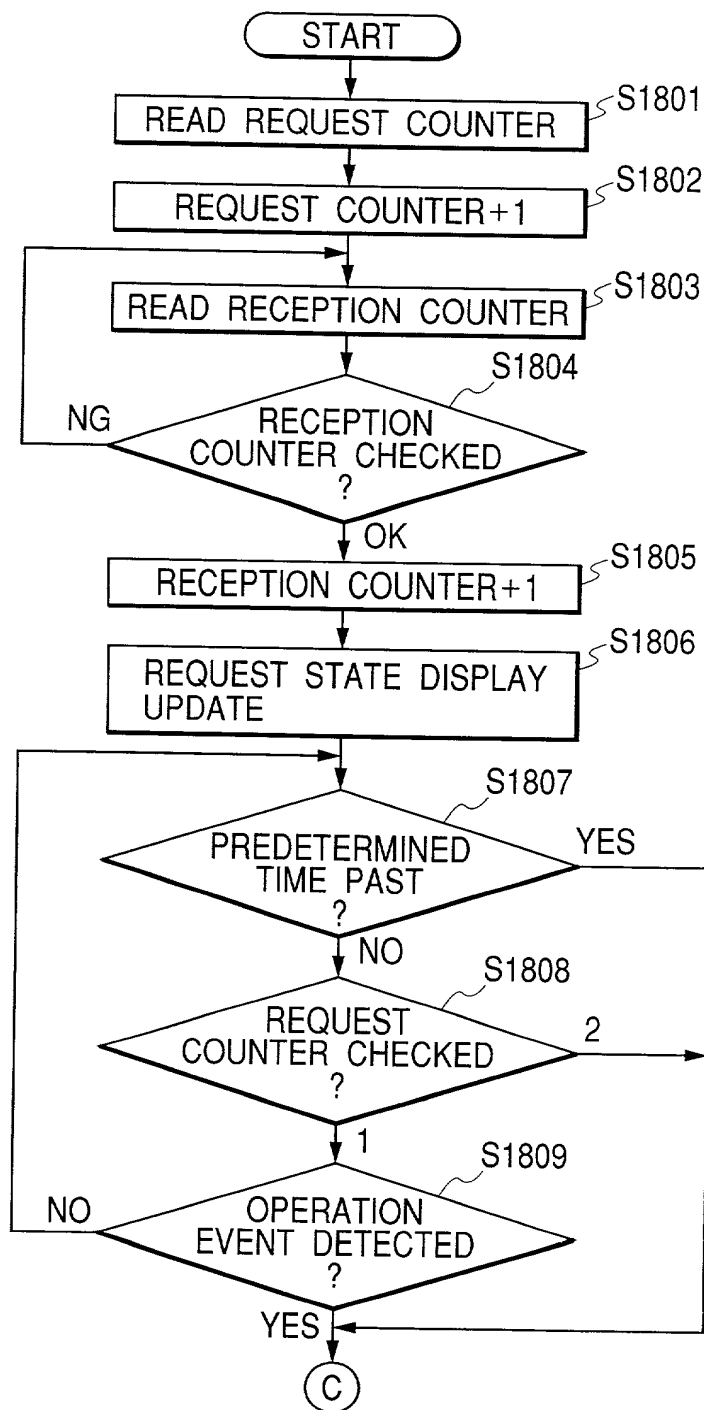 START
READ REQUEST COUNTER
S1801
REQUEST COUNTER+1
S1802
READ RECEPTION COUNTER
S1803
S1804
NG
RECEPTION
COUNTER CHECKED
?
OK
RECEPTION COUNTER+1
S1805
REQUEST STATE DISPLAY
UPDATE
S1806
S1807
PREDETERMINED
TIME PAST
?
YES
NO
S1808
REQUEST
COUNTER CHECKED
?
2
1
S1809
NO
OPERATION
EVENT DETECTED
?
YES
C